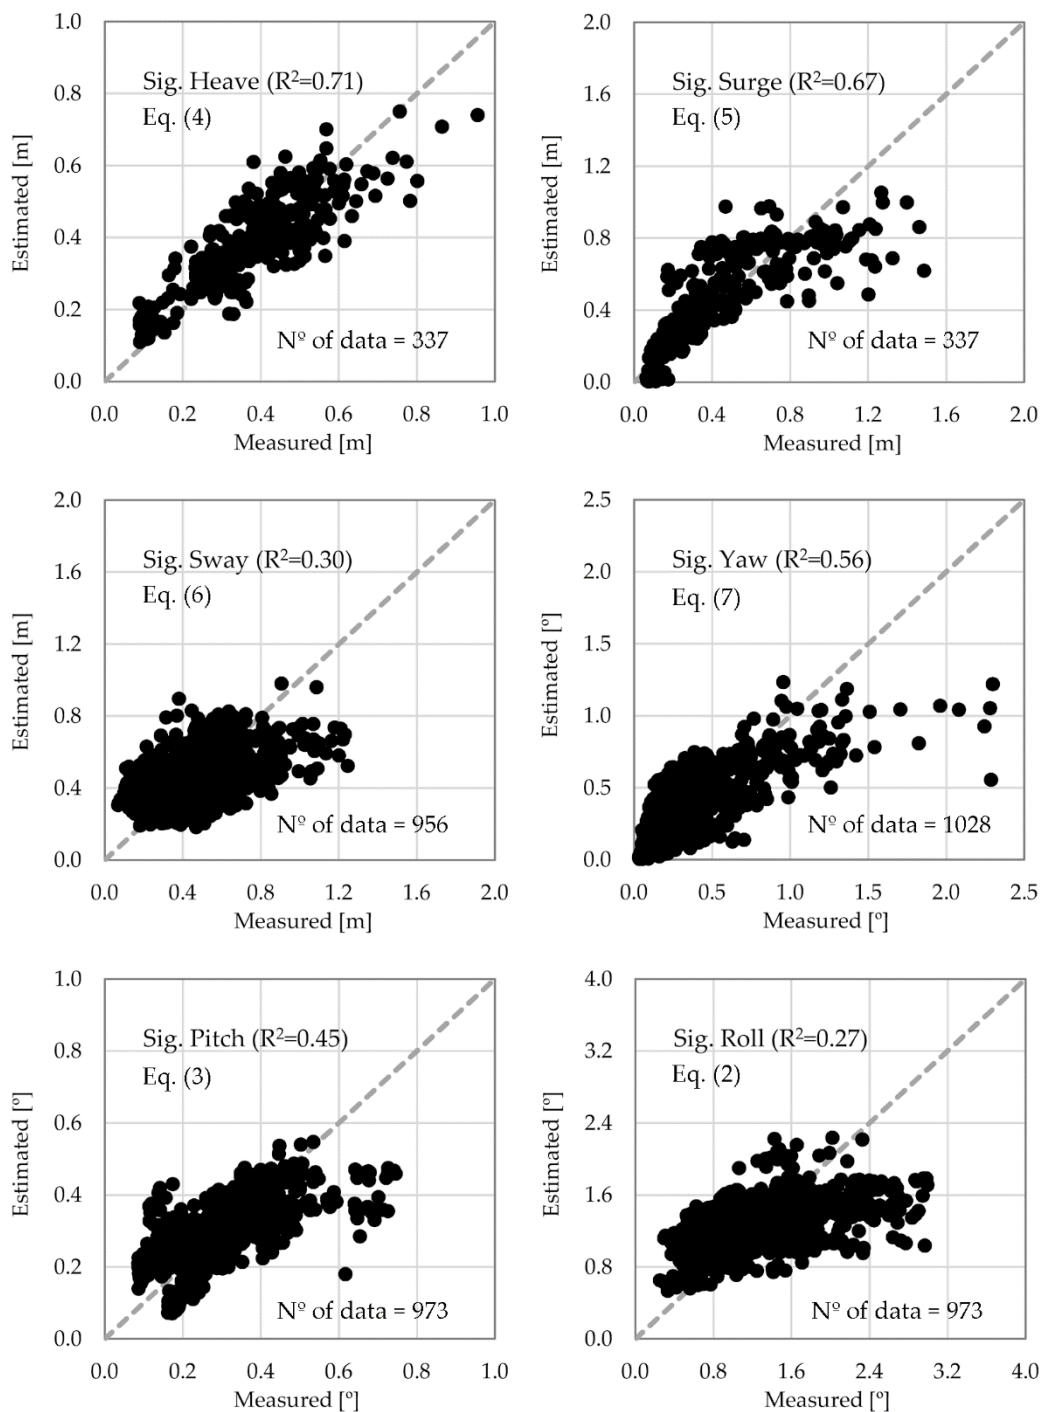 1.0
Sig. Heave (R²=0.71)
0.8
Eq. (4)
0.6
Estimated [m]
0.4
0.2
Nº of data = 337
0.0
0.0 0.2 0.4 0.6 0.8 1.0
Measured [m]
2.0
Sig. Surge (R²=0.67)
1.6
Eq. (5)
1.2
Estimated [m]
0.8
0.4
Nº of data = 337
0.0
0.0 0.4 0.8 1.2 1.6 2.0
Measured [m]
2.0
Sig. Sway (R²=0.30)
1.6
Eq. (6)
1.2
Estimated [m]
0.8
0.4
Nº of data = 956
0.0
0.0 0.4 0.8 1.2 1.6 2.0
Measured [m]
2.5
Sig. Yaw (R²=0.56)
2.0
Eq. (7)
1.5
Estimated [º]
1.0
0.5
Nº of data = 1028
0.0
0.0 0.5 1.0 1.5 2.0 2.5
Measured [º]
1.0
Sig. Pitch (R²=0.45)
0.8
Eq. (3)
0.6
Estimated [º]
0.4
0.2
Nº of data = 973
0.0
0.0 0.2 0.4 0.6 0.8 1.0
Measured [º]
4.0
Sig. Roll (R²=0.27)
3.2
Eq. (2)
2.4
Estimated [º]
1.6
0.8
Nº of data = 973
0.0
0.0 0.8 1.6 2.4 3.2 4.0
Measured [º]